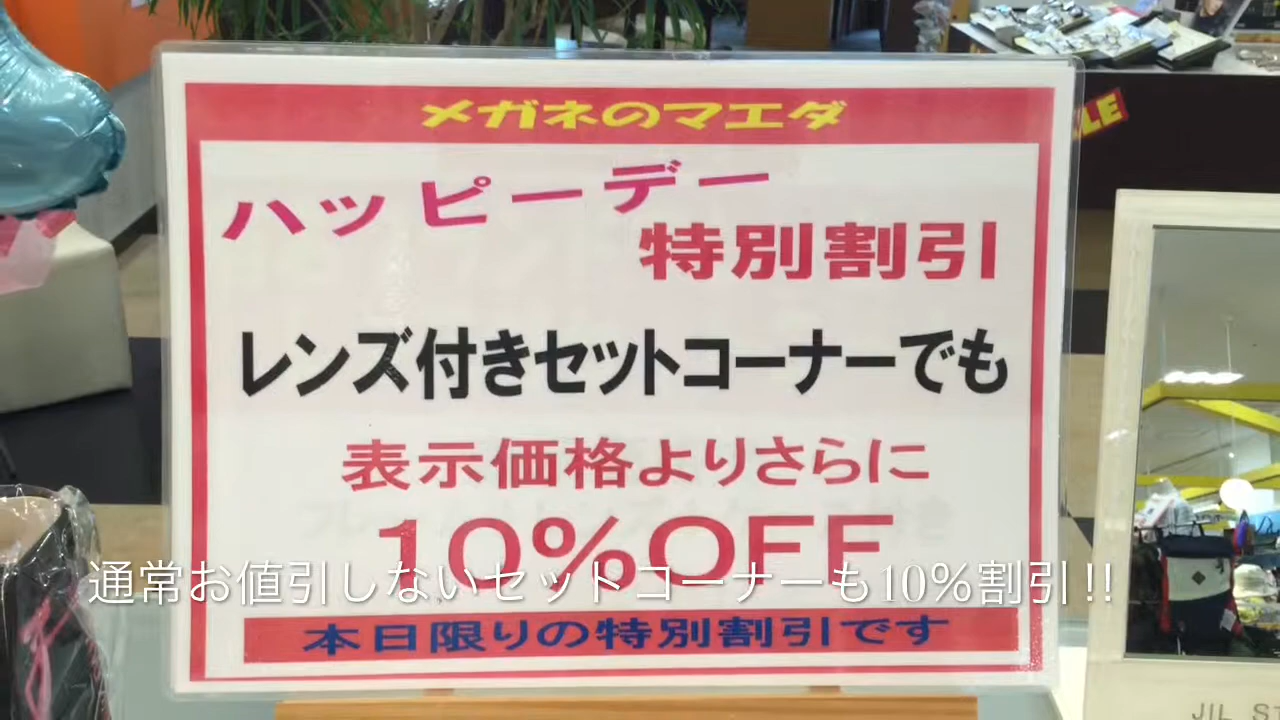 メガネのマエダ
ハッピーデー
特別割引
レンズ付きセットコーナーでも
表示価格よりさらに
10%OFF
通常お値引しないセットコーナーも10%割引!!
本日限りの特別割引です
JIL